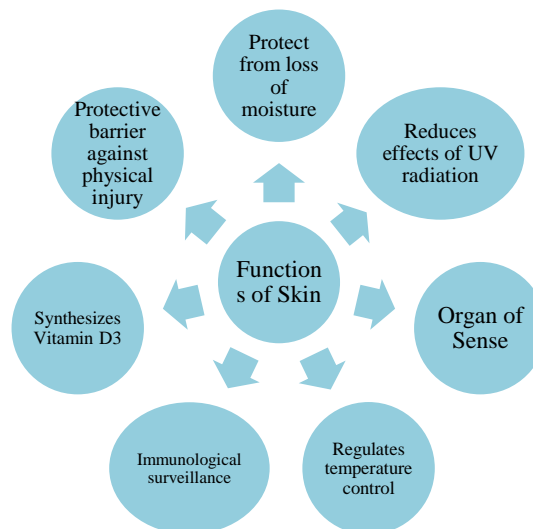 Protect
from loss
of
moisture
Reduces
effects of UV
radiation
Organ of
Sense
Regulates
temperature
control
Immunological
surveillance
Synthesizes
Vitamin D3
Protective
barrier
against
physical
injury
Function
s of Skin